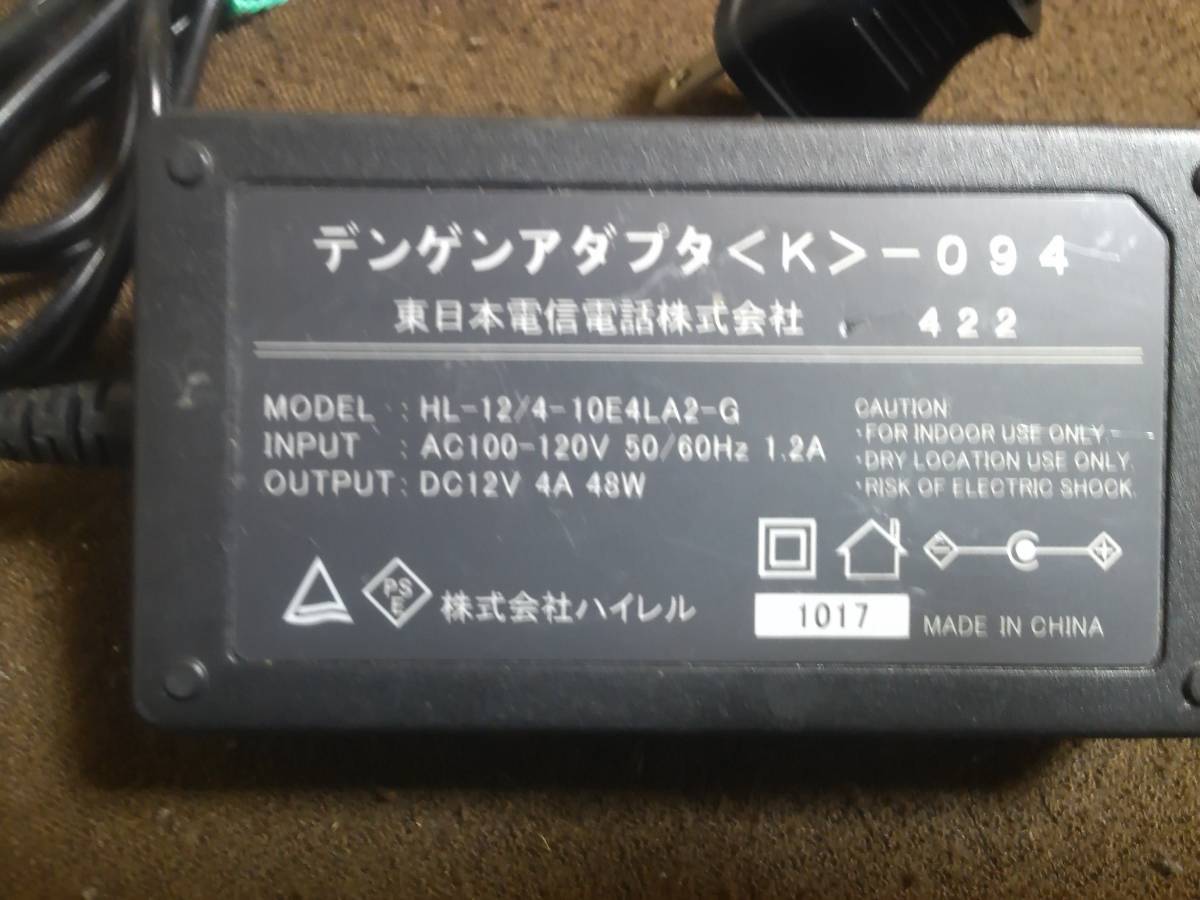 デンゲンアダプタ<K>-094
東日本電信電話株式会社 422
MODEL : HL-12/4-10E4LA2-G
INPUT : AC100-120V 50/60Hz 1.2A
OUTPUT: DC12V 4A 48W
CAUTION
・FOR INDOOR USE ONLY.
・DRY LOCATION USE ONLY.
・RISK OF ELECTRIC SHOCK.
PS
E
株式会社ハイレル
1017
MADE IN CHINA